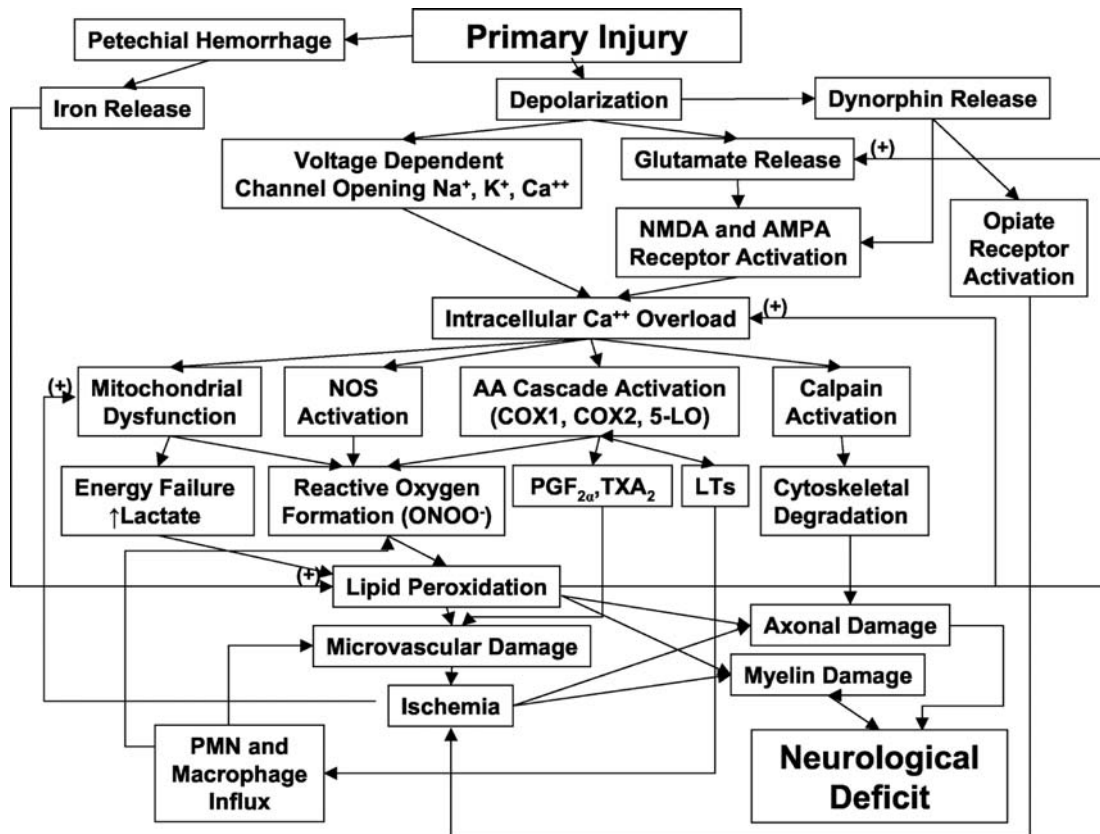 Primary Injury
Petechial Hemorrhage
Iron Release
Depolarization
Dynorphin Release
Voltage Dependent
Channel Opening Na⁺, K⁺, Ca⁺⁺
Glutamate Release
(+)
NMDA and AMPA
Receptor Activation
Opiate
Receptor
Activation
Intracellular Ca⁺⁺ Overload
(+)
(+)
Mitochondrial
Dysfunction
NOS
Activation
AA Cascade Activation
(COX1, COX2, 5-LO)
Calpain
Activation
Energy Failure
↑Lactate
Reactive Oxygen
Formation (ONOO⁻)
PGF₂α,TXA₂
LTs
Cytoskeletal
Degradation
(+)
Lipid Peroxidation
Microvascular Damage
Axonal Damage
Myelin Damage
Ischemia
PMN and
Macrophage
Influx
Neurological
Deficit